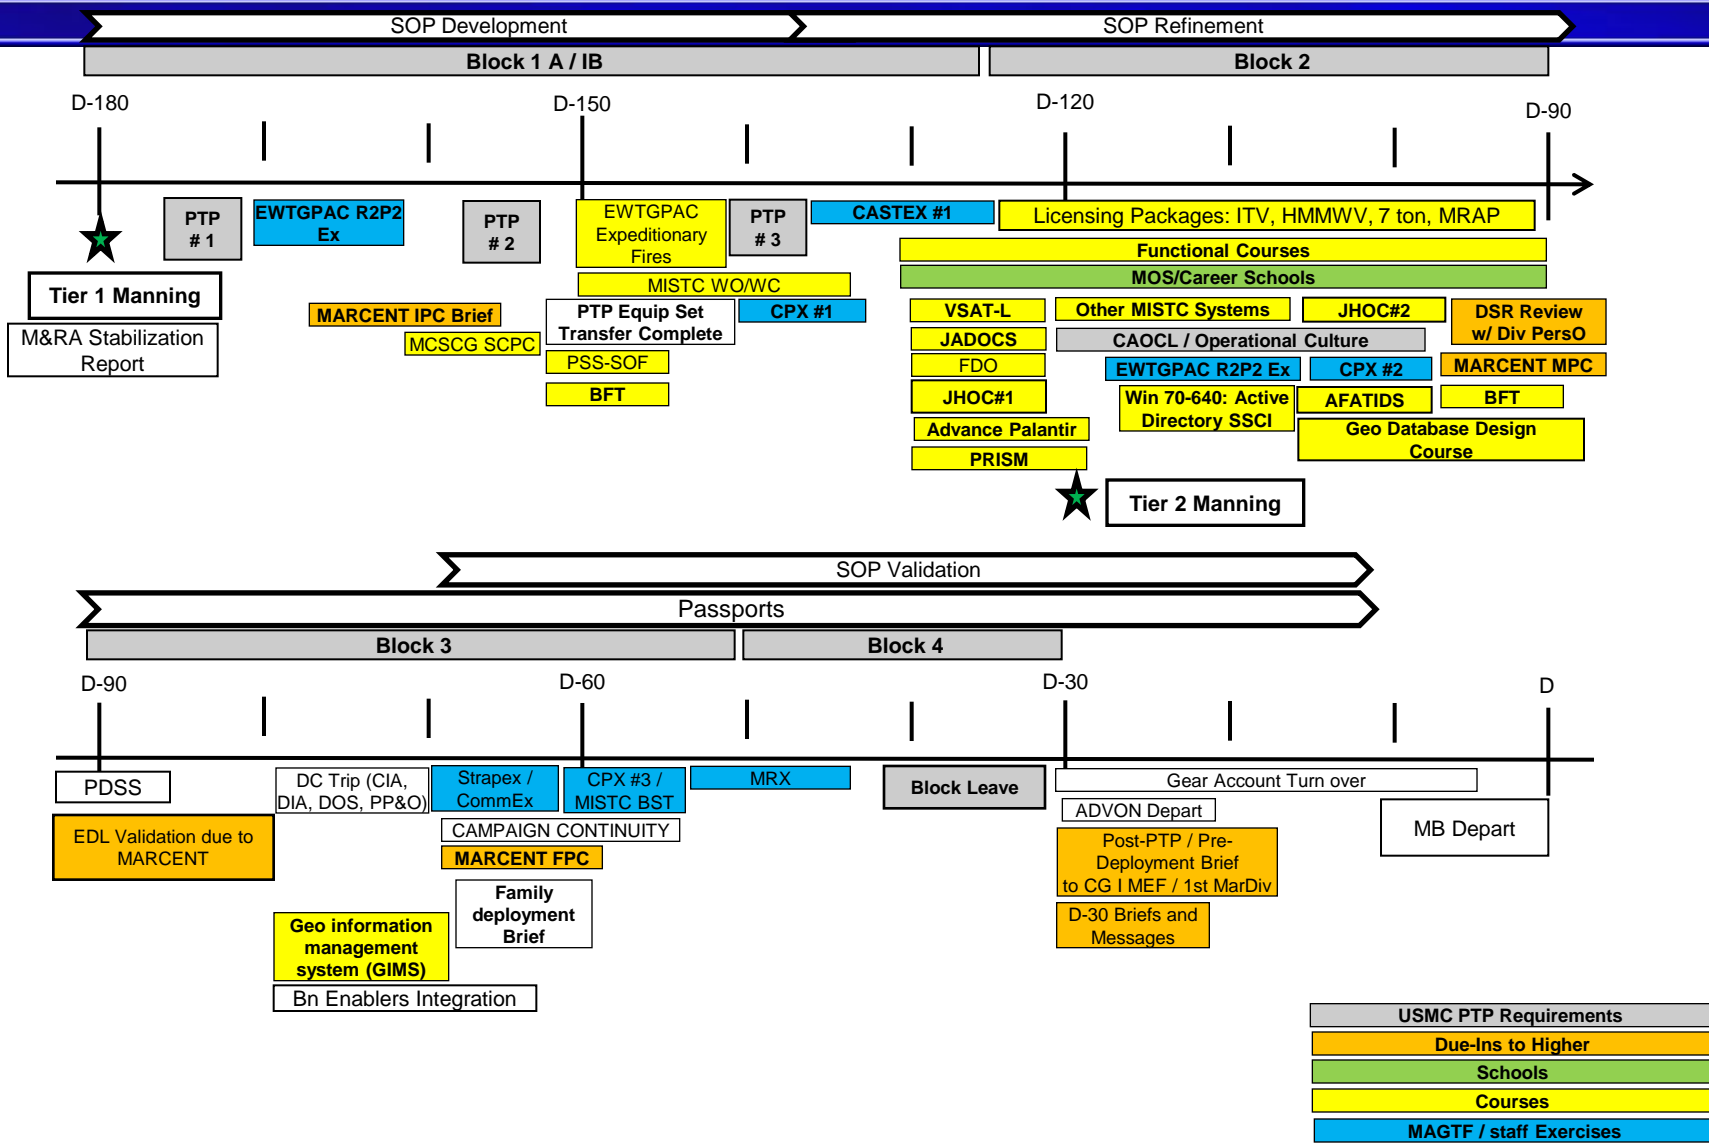 SOP Development
SOP Refinement
Block 1 A / IB
Block 2
D-180
D-150
D-120
D-90
PTP
# 1
EWTGPAC R2P2
Ex
PTP
# 2
EWTGPAC
Expeditionary
Fires
PTP
# 3
CASTEX #1
Licensing Packages: ITV, HMMWV, 7 ton, MRAP
Functional Courses
MOS/Career Schools
Tier 1 Manning
M&RA Stabilization
Report
MISTC WO/WC
MARCENT IPC Brief
MCSCG SCPC
PTP Equip Set
Transfer Complete
CPX #1
PSS-SOF
BFT
VSAT-L
JADOCS
FDO
JHOC#1
Advance Palantir
PRISM
Other MISTC Systems
JHOC#2
DSR Review
w/ Div PersO
CAOCL / Operational Culture
EWTGPAC R2P2 Ex
CPX #2
MARCENT MPC
Win 70-640: Active
Directory SSCI
AFATIDS
BFT
Geo Database Design
Course
Tier 2 Manning
SOP Validation
Passports
Block 3
Block 4
D-90
D-60
D-30
D
PDSS
DC Trip (CIA,
DIA, DOS, PP&O)
Strapex /
CommEx
CPX #3 /
MISTC BST
MRX
Block Leave
Gear Account Turn over
EDL Validation due to
MARCENT
CAMPAIGN CONTINUITY
MARCENT FPC
Family
deployment
Brief
ADVON Depart
MB Depart
Post-PTP / Pre-
Deployment Brief
to CG I MEF / 1st MarDiv
D-30 Briefs and
Messages
Geo information
management
system (GIMS)
Bn Enablers Integration
USMC PTP Requirements
Due-Ins to Higher
Schools
Courses
MAGTF / staff Exercises